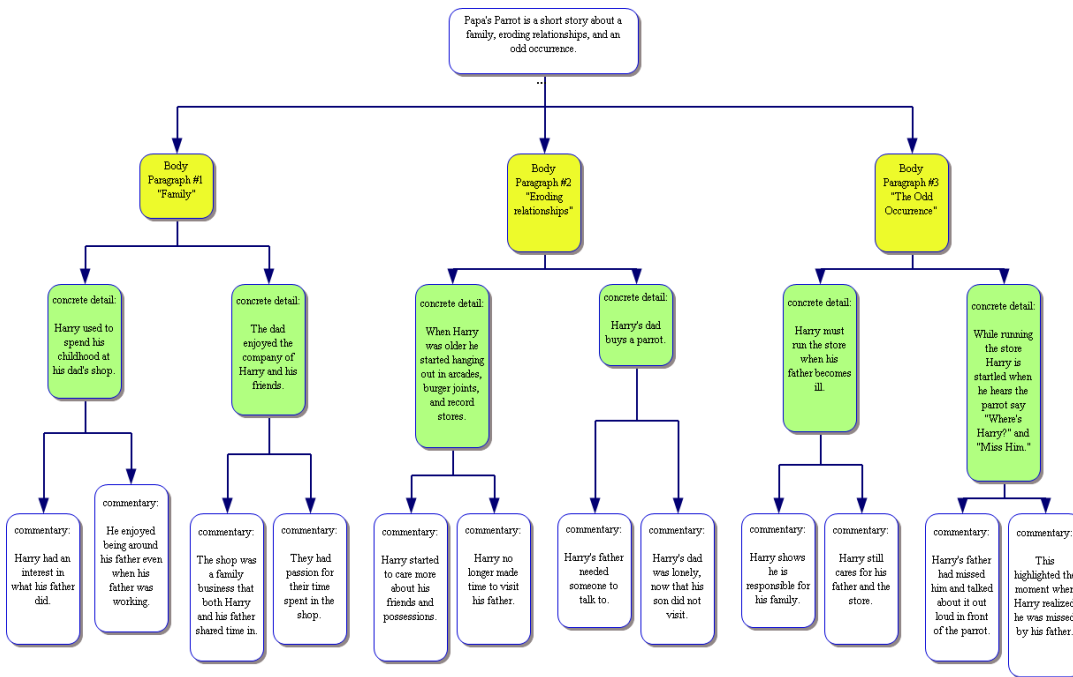 Papa's Parrot is a short story about a
family, eroding relationships, and an
odd occurrence.
..
Body
Paragraph #1
"Family"
Body
Paragraph #2
"Eroding
relationships"
Body
Paragraph #3
"The Odd
Occurrence"
concrete detail:
Harry used to
spend his
childhood at
his dad's shop.
concrete detail:
The dad
enjoyed the
company of
Harry and his
friends.
concrete detail:
When Harry
was older he
started hanging
out in arcades,
burger joints,
and record
stores.
concrete detail:
Harry's dad
buys a parrot.
concrete detail:
Harry must
run the store
when his
father becomes
ill.
concrete detail:
While running
the store
Harry is
startled when
he hears the
parrot say
"Where's
Harry?" and
"Miss Him."
commentary:
Harry had an
interest in
what his father
did.
commentary:
He enjoyed
being around
his father even
when his
father was
working.
commentary:
The shop was
a family
business that
both Harry
and his father
shared time in.
commentary:
They had
passion for
their time
spent in the
shop.
commentary:
Harry started
to care more
about his
friends and
possessions.
commentary:
Harry no
longer made
time to visit
his father.
commentary:
Harry's father
needed
someone to
talk to.
commentary:
Harry's dad
was lonely,
now that his
son did not
visit.
commentary:
Harry shows
he is
responsible for
his family.
commentary:
Harry still
cares for his
father and the
store.
commentary:
Harry's father
had missed
him and talked
about it out
loud in front
of the parrot.
commentary:
This
highlighted the
moment when
Harry realized
he was missed
by his father.